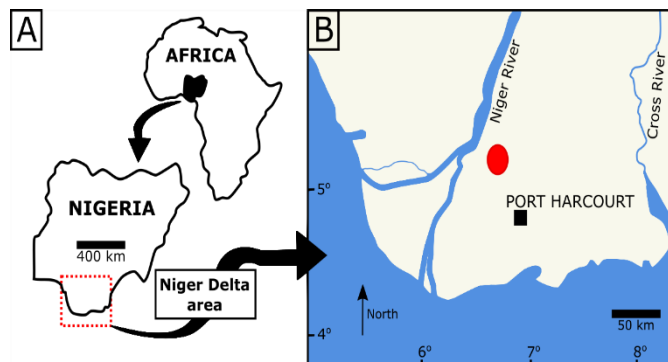 A
AFRICA
NIGERIA
400 km
Niger Delta
area
B
Niger River
Cross River
5°
PORT HARCOURT
North
50 km
4°
6°
7°
8°